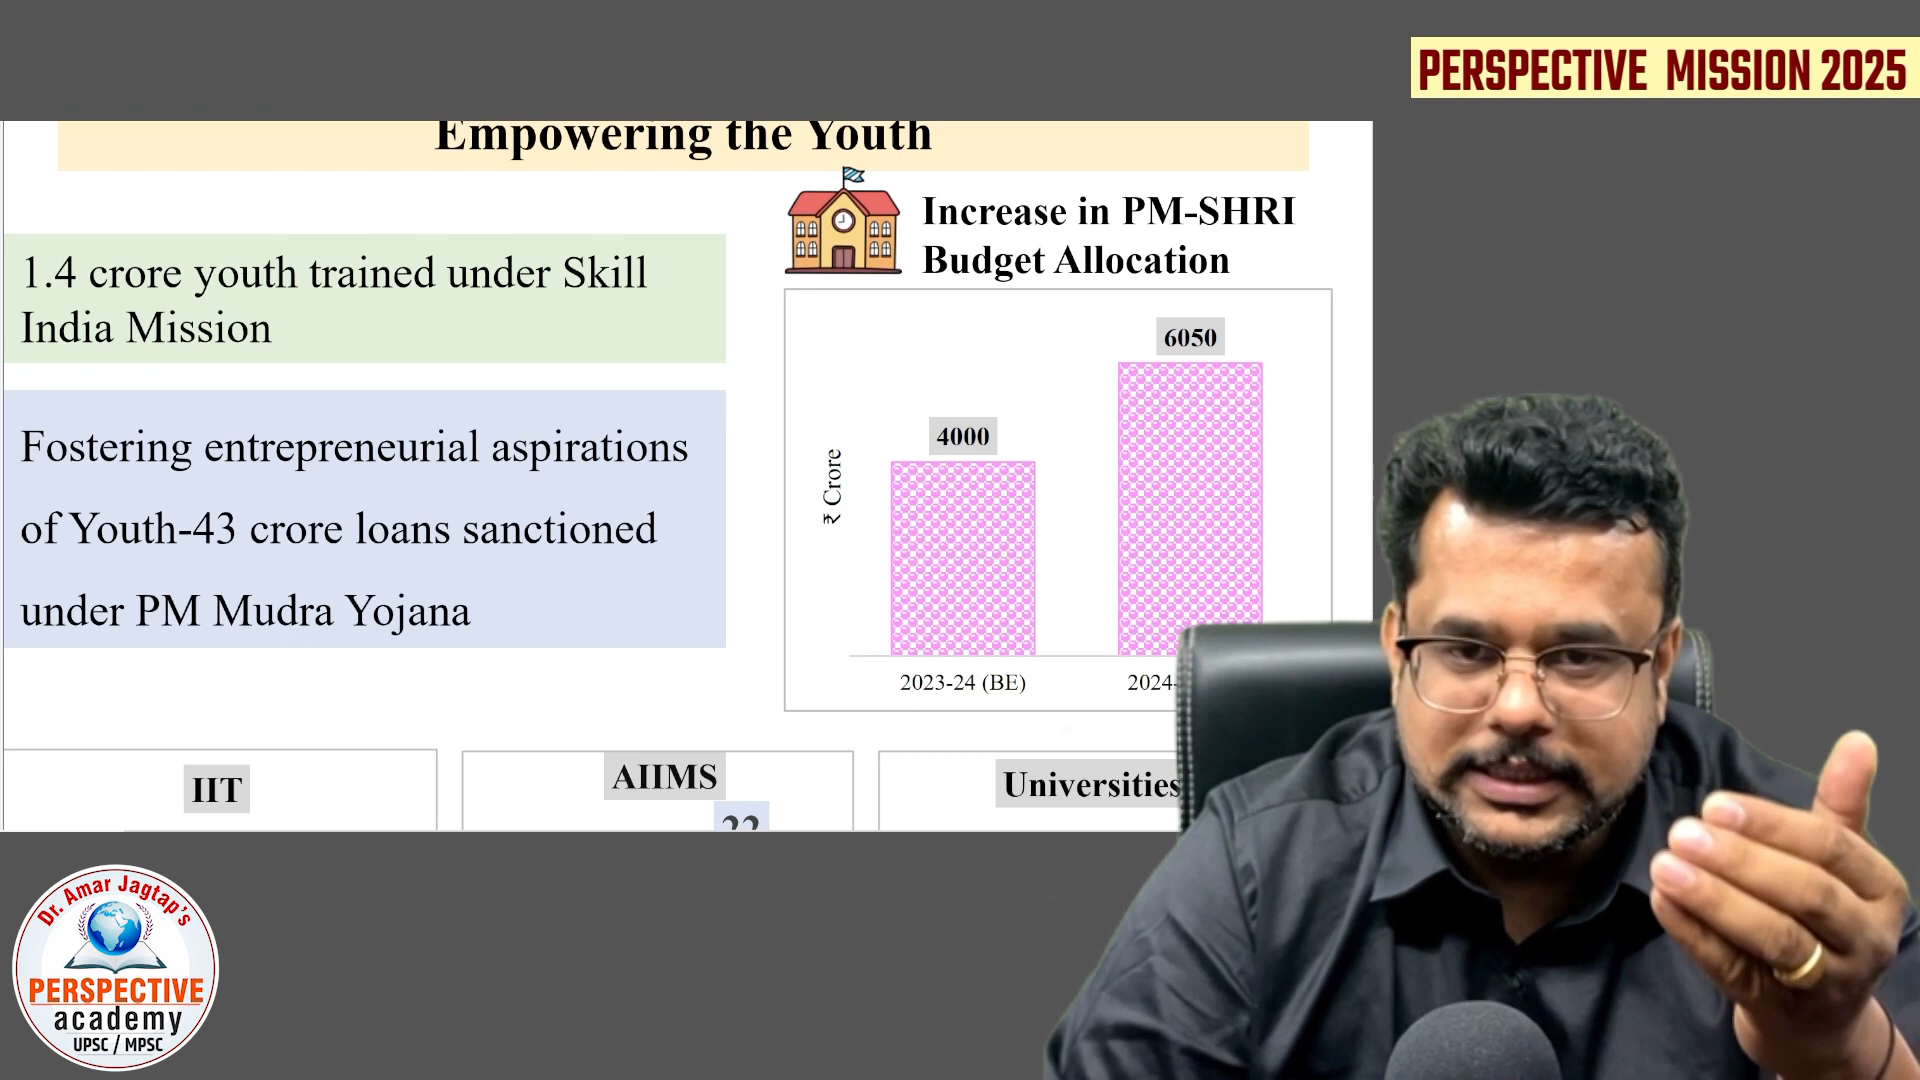 PERSPECTIVE MISSION 2025
Empowering the Youth
Increase in PM-SHRI
Budget Allocation
1.4 crore youth trained under Skill
India Mission
Fostering entrepreneurial aspirations
of Youth-43 crore loans sanctioned
under PM Mudra Yojana
6050
4000
₹ Crore
2023-24 (BE)
2024-
IIT
AIIMS
22
Universities
Dr. Amar Jagtap's
PERSPECTIVE
academy
UPSC / MPSC